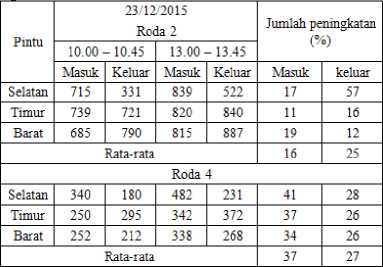 23/12/2015
Jumlah peningkatan (%)
Pintu
Roda 2
10.00 – 10.45 13.00 – 13.45
Masuk Keluar Masuk Keluar Masuk keluar
Selatan 715 331 839 522 17 57
Timur 739 721 820 840 11 16
Barat 685 790 815 887 19 12
Rata-rata 16 25
Roda 4
Selatan 340 180 482 231 41 28
Timur 250 295 342 372 37 26
Barat 252 212 338 268 34 26
Rata-rata 37 27